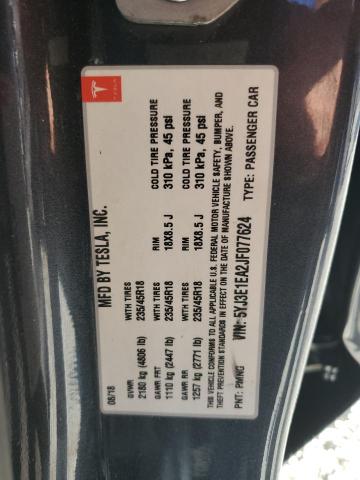 TESLA
MFD BY TESLA, INC.
08/18
GVWR
2180 kg (4806 lb)
GAWR FRT
1110 kg (2447 lb)
WITH TIRES
235/45R18
RIM
18X8.5 J
COLD TIRE PRESSURE
310 kPa, 45 psi
GAWR RR
1257 kg (2771 lb)
WITH TIRES
235/45R18
RIM
18X8.5 J
COLD TIRE PRESSURE
310 kPa, 45 psi
WITH TIRES
235/45R18
THIS VEHICLE CONFORMS TO ALL APPLICABLE U.S. FEDERAL MOTOR VEHICLE SAFETY, BUMPER, AND
THEFT PREVENTION STANDARDS IN EFFECT ON THE DATE OF MANUFACTURE SHOWN ABOVE.
VIN: 5YJ3E1EA2JF077624
PNT: PMNG
TYPE: PASSENGER CAR